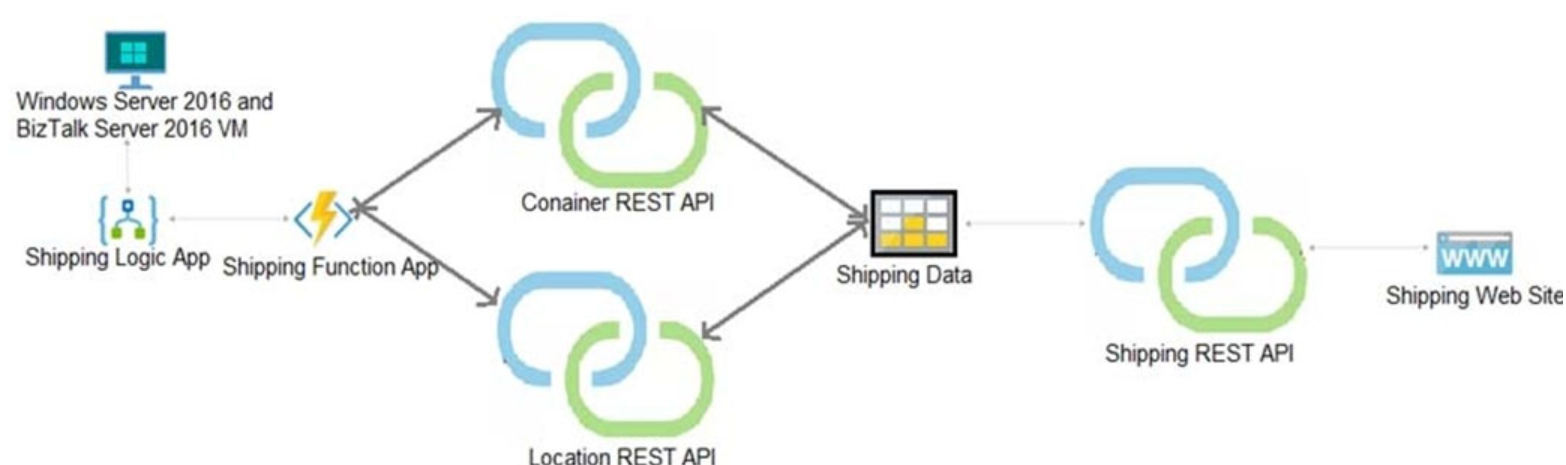 Windows Server 2016 and
BizTalk Server 2016 VM
Shipping Logic App
Shipping Function App
Conainer REST API
Location REST API
Shipping Data
Shipping REST API
www
Shipping Web Site